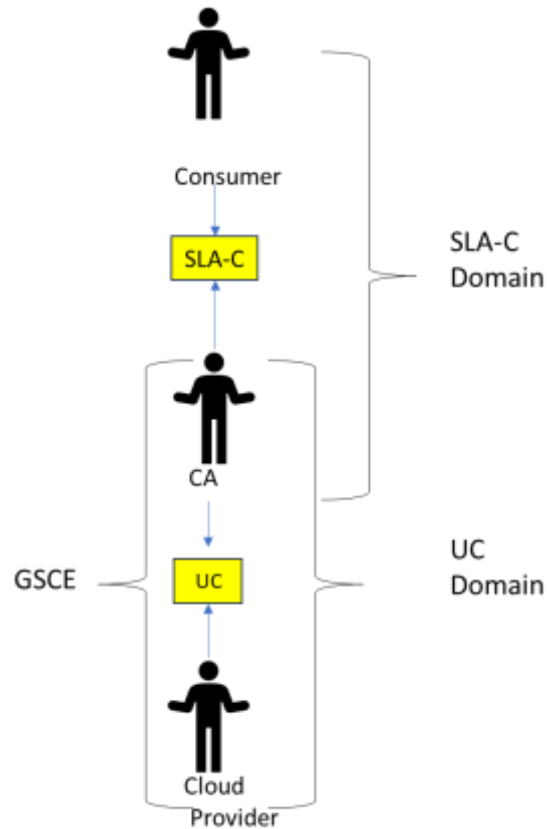 Consumer
SLA-C
SLA-C
Domain
CA
GSCE
UC
UC
Domain
Cloud
Provider